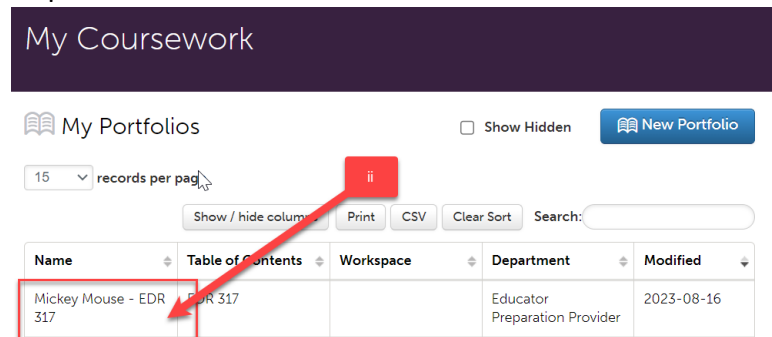 My Coursework
My Portfolios
Show Hidden
New Portfolio
15 records per pag
ii
Show / hide column
Print
CSV
Clear Sort
Search:
Name
Table of Contents
Workspace
Department
Modified
Mickey Mouse - EDR
317
EDR 317
Educator
Preparation Provider
2023-08-16